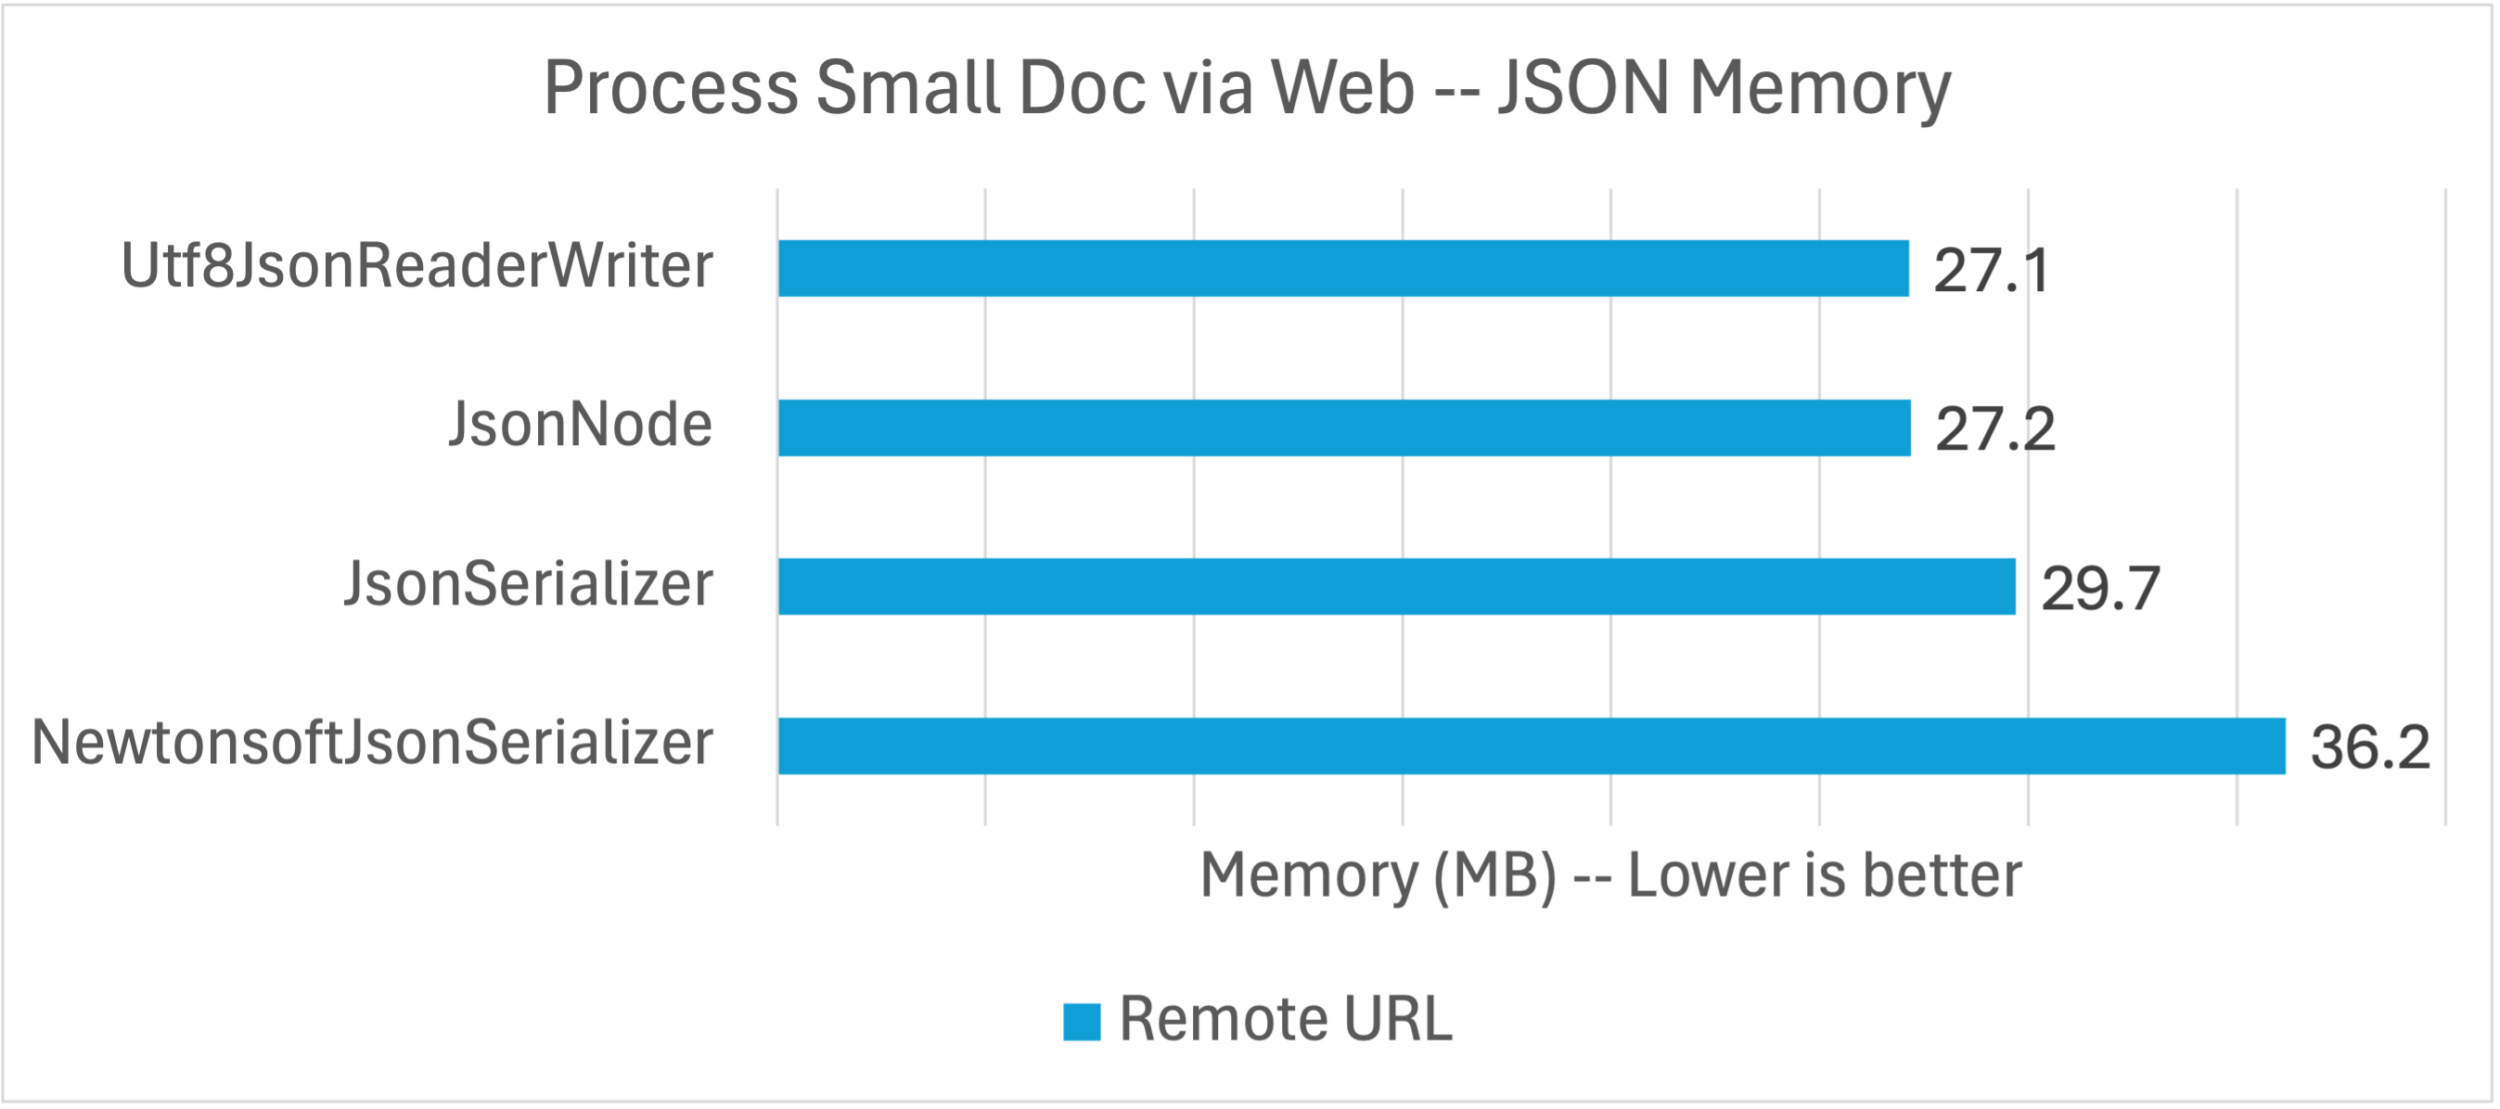 Process Small Doc via Web -- JSON Memory
Utf8JsonReaderWriter 27.1
JsonNode 27.2
JsonSerializer 29.7
NewtonsoftJsonSerializer 36.2
Memory (MB) -- Lower is better
Remote URL